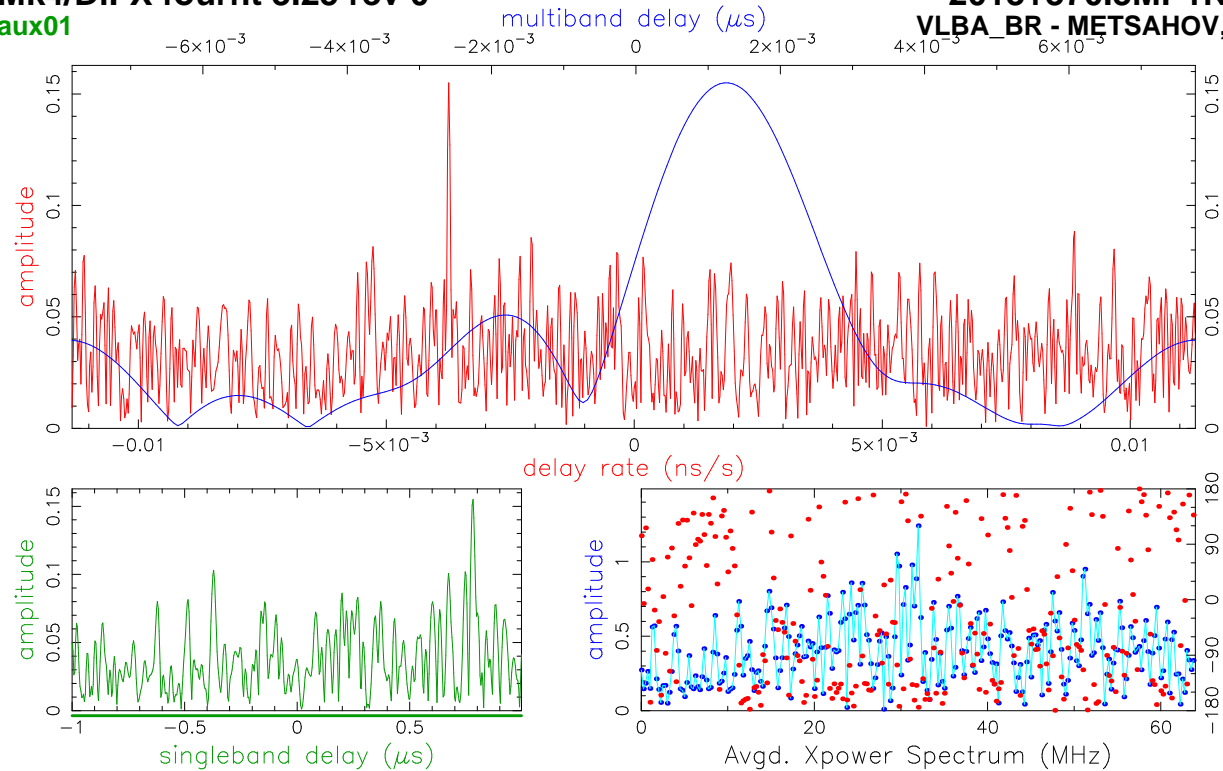 VLBA_BR - METSAHOV,
aux01
multiband delay (μs)
−6×10⁻³ −4×10⁻³ −2×10⁻³ 0 2×10⁻³ 4×10⁻³ 6×10⁻³
amplitude
0 0.05 0.1 0.15
0 0.05 0.1 0.15
−0.01 −5×10⁻³ 0 5×10⁻³ 0.01
delay rate (ns/s)
amplitude
0 0.05 0.1 0.15
−1 −0.5 0 0.5
singleband delay (μs)
amplitude
0 0.5 1
−180 −90 0 90 180
0 20 40 60
Avgd. Xpower Spectrum (MHz)